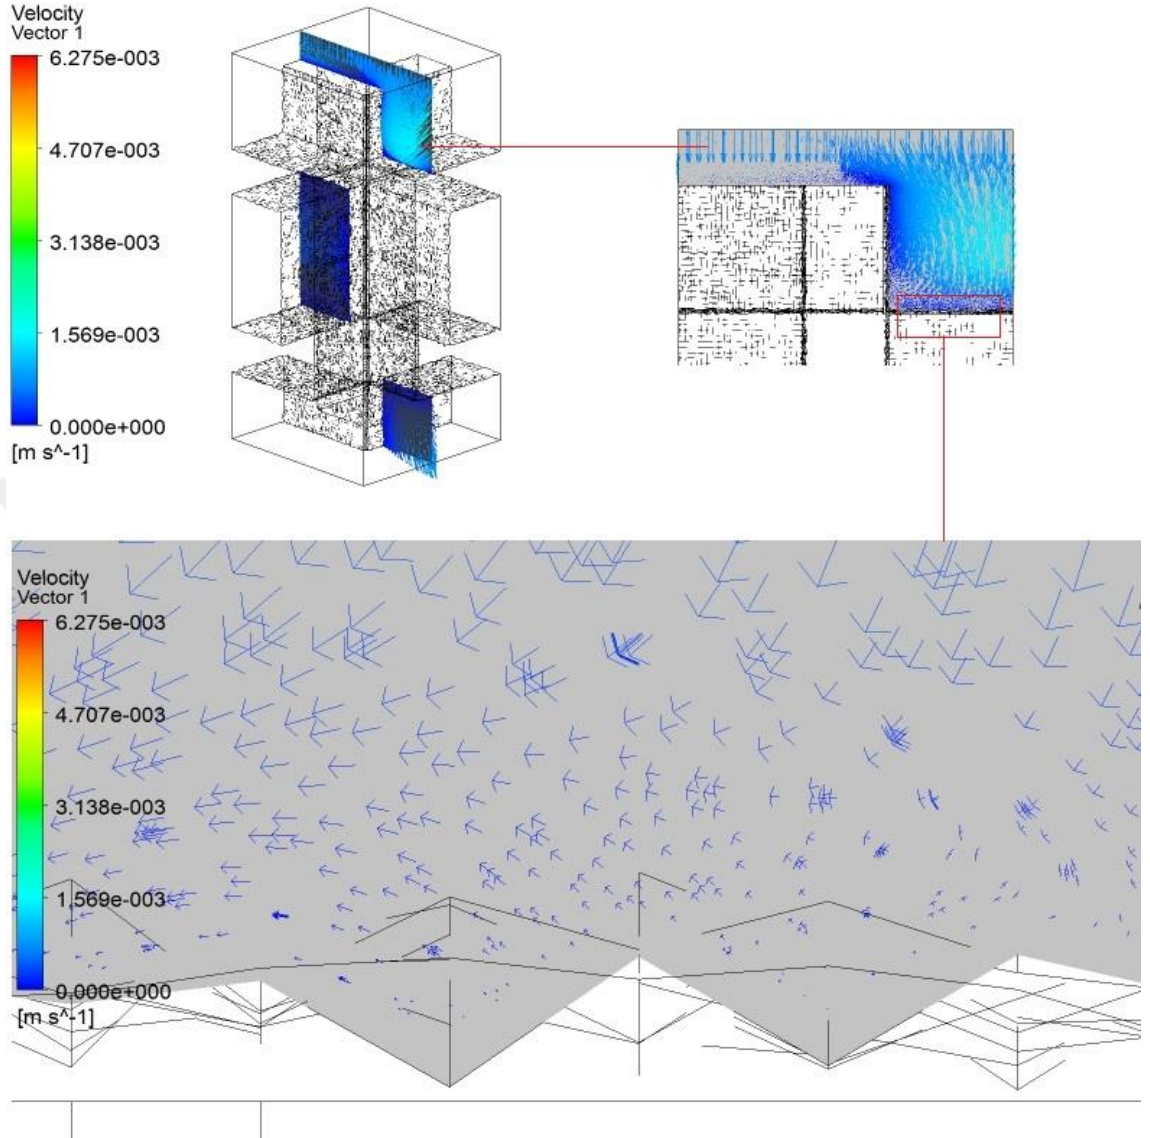 Velocity
Vector 1
6.275e-003
4.707e-003
3.138e-003
1.569e-003
0.000e+000
[m s^-1]
Velocity
Vector 1
6.275e-003
4.707e-003
3.138e-003
1.569e-003
0.000e+000
[m s^-1]